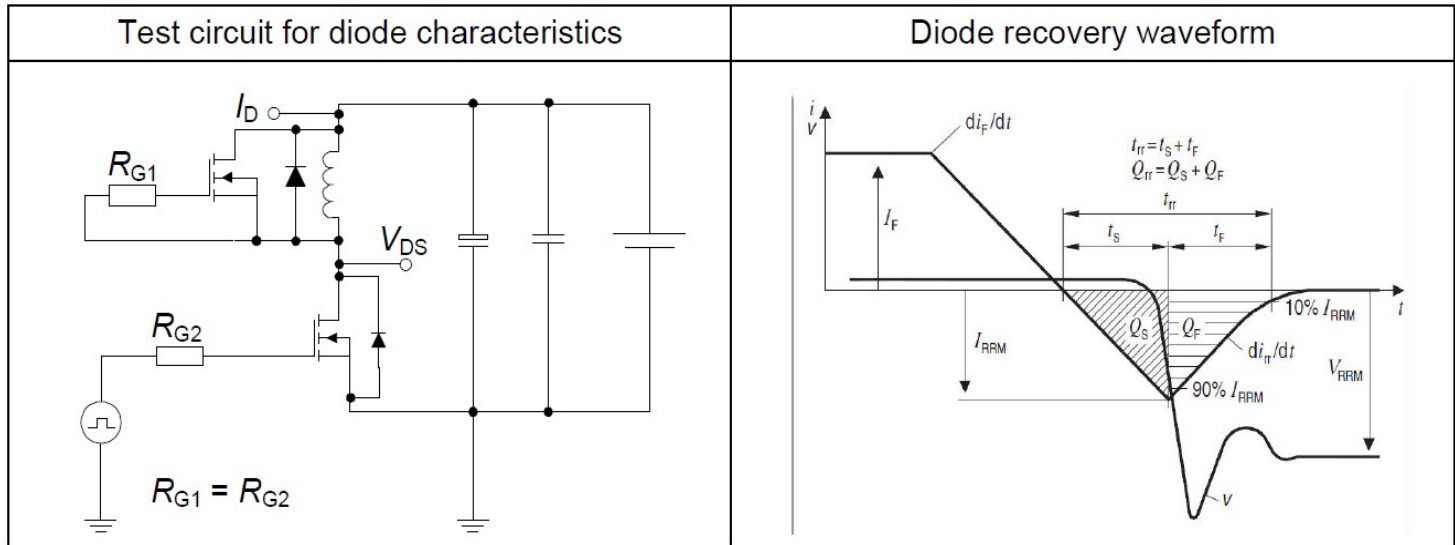 Test circuit for diode characteristics
Diode recovery waveform
I_D
R_G1
V_DS
R_G2
R_G1 = R_G2
i
v
di_F/dt
t_rr = t_S + t_F
Q_rr = Q_S + Q_F
t_rr
I_F
t_S
t_F
10% I_RRM
t
Q_S
Q_F
I_RRM
di_rr/dt
V_RRM
90% I_RRM
v